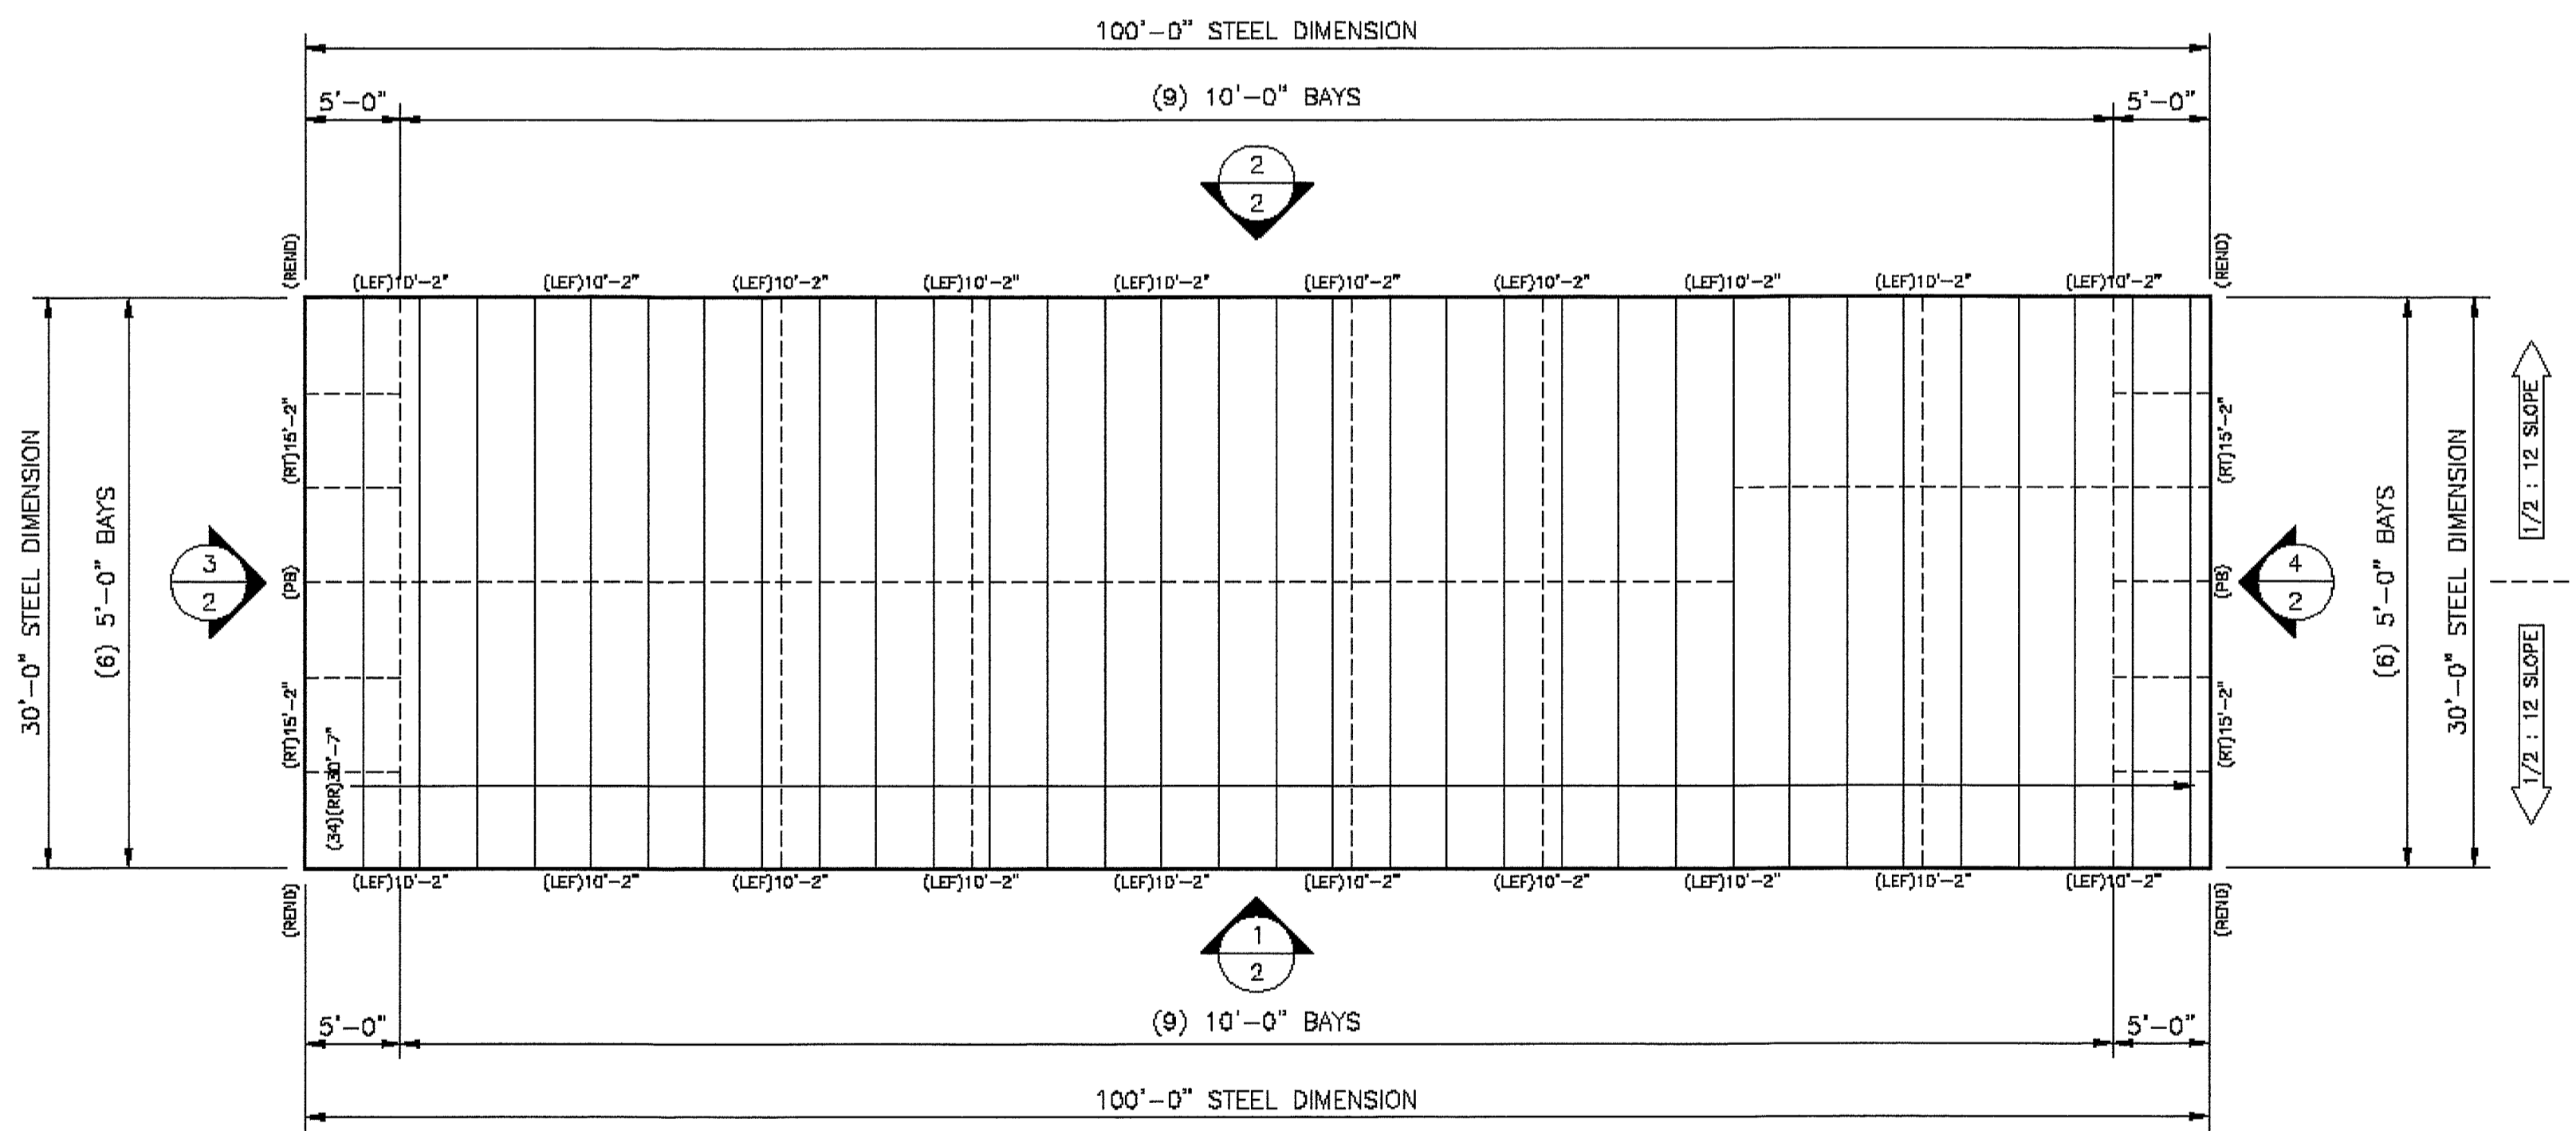 100'-0" STEEL DIMENSION
5'-0"
(9) 10'-0" BAYS
5'-0"
2
2
(REND)
(REND)
(LEF)10'-2"
(LEF)10'-2"
(LEF)10'-2"
(LEF)10'-2"
(LEF)10'-2"
(LEF)10'-2"
(LEF)10'-2"
(LEF)10'-2"
(LEF)10'-2"
(LEF)10'-2"
30'-0" STEEL DIMENSION
(6) 5'-0" BAYS
3
2
(RT)15'-2"
(PB)
(RT)15'-2"
(34)(RR)30'-7"
(RT)15'-2"
(PB)
(RT)15'-2"
4
2
(6) 5'-0" BAYS
30'-0" STEEL DIMENSION
1/2 : 12 SLOPE
1/2 : 12 SLOPE
(LEF)10'-2"
(LEF)10'-2"
(LEF)10'-2"
(LEF)10'-2"
(LEF)10'-2"
(LEF)10'-2"
(LEF)10'-2"
(LEF)10'-2"
(LEF)10'-2"
(LEF)10'-2"
(REND)
(REND)
1
2
5'-0"
(9) 10'-0" BAYS
5'-0"
100'-0" STEEL DIMENSION